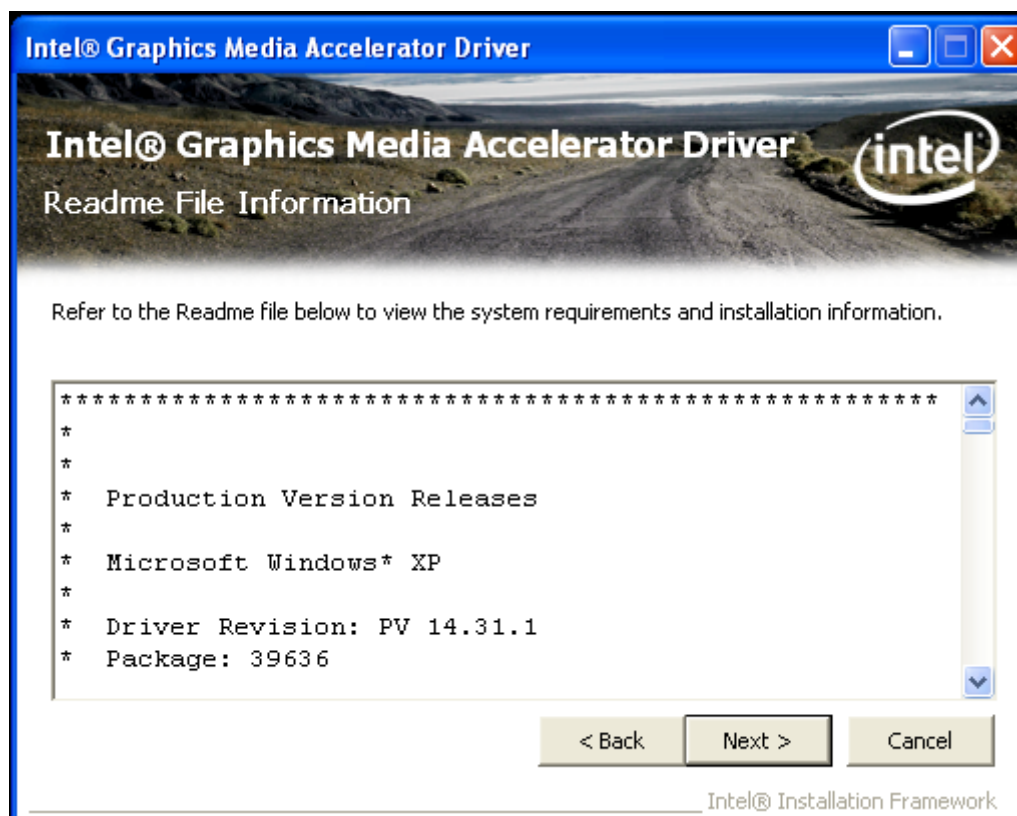 Intel® Graphics Media Accelerator Driver
Intel® Graphics Media Accelerator Driver
intel
Readme File Information
Refer to the Readme file below to view the system requirements and installation information.
*******************************************************
*
*
* Production Version Releases
*
* Microsoft Windows* XP
*
* Driver Revision: PV 14.31.1
* Package: 39636
< Back Next > Cancel
Intel® Installation Framework